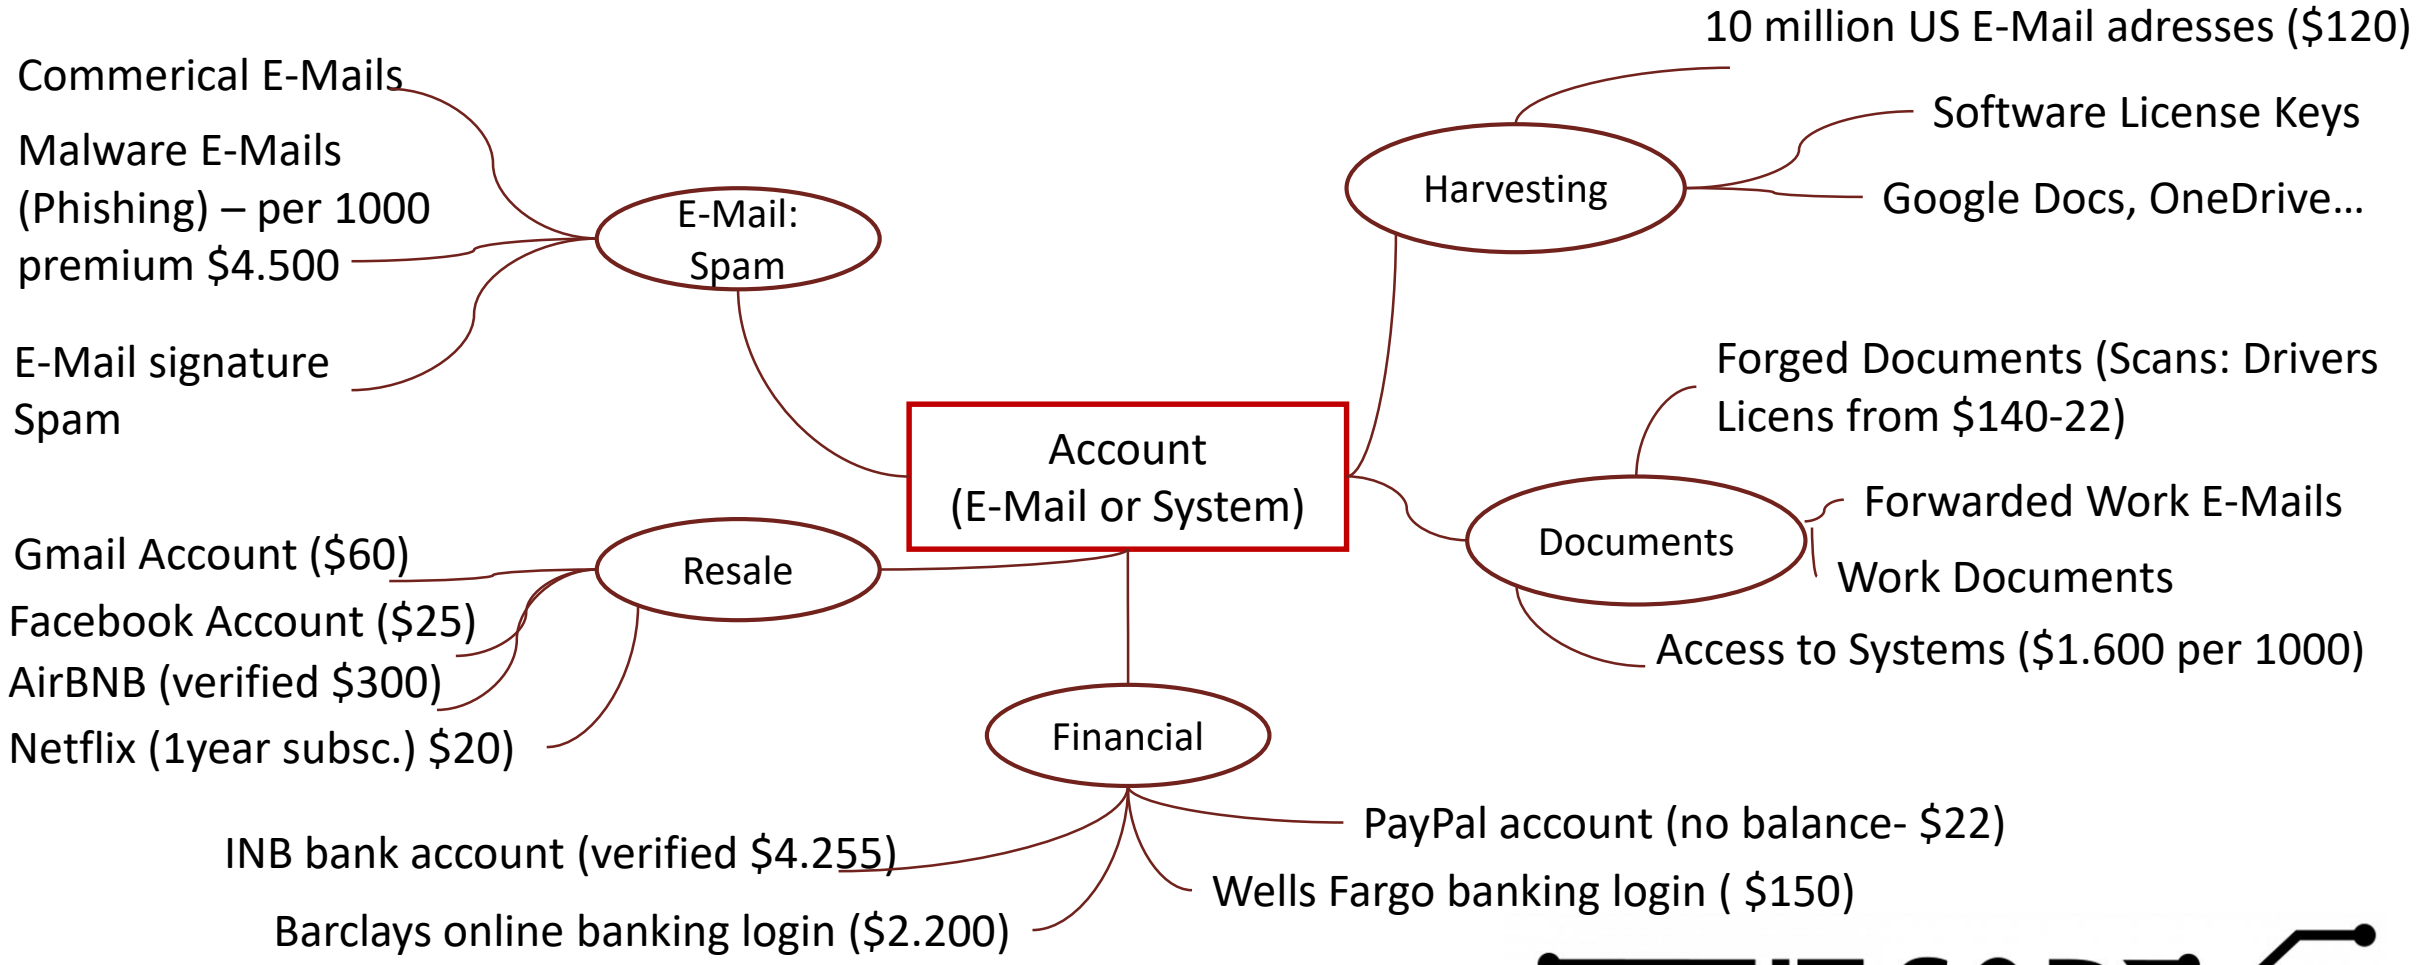 10 million US E-Mail adresses ($120)
Commerical E-Mails
Software License Keys
Malware E-Mails
(Phishing) – per 1000
premium $4.500
E-Mail:
Spam
Harvesting
Google Docs, OneDrive...
E-Mail signature
Spam
Forged Documents (Scans: Drivers
Licens from $140-22)
Account
(E-Mail or System)
Forwarded Work E-Mails
Documents
Work Documents
Access to Systems ($1.600 per 1000)
Gmail Account ($60)
Resale
Facebook Account ($25)
AirBNB (verified $300)
Netflix (1year subsc.) $20)
Financial
PayPal account (no balance- $22)
INB bank account (verified $4.255)
Wells Fargo banking login ( $150)
Barclays online banking login ($2.200)